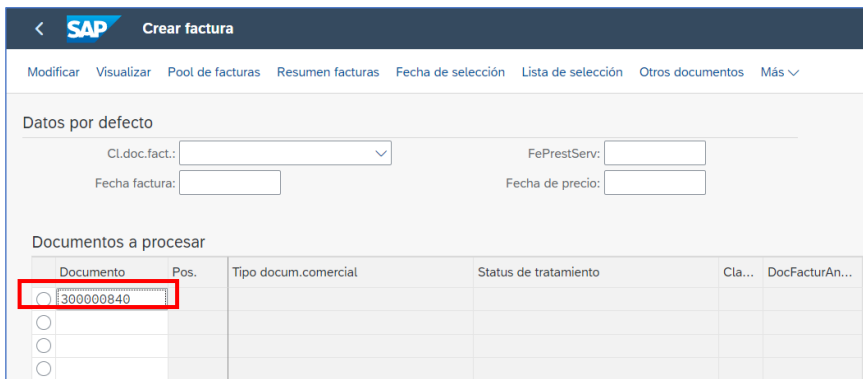 SAP Crear factura
Modificar Visualizar Pool de facturas Resumen facturas Fecha de selección Lista de selección Otros documentos Más
Datos por defecto
Cl.doc.fact.: FePrestServ:
Fecha factura: Fecha de precio:
Documentos a procesar
Documento Pos. Tipo docum.comercial Status de tratamiento Cla... DocFacturAn...
300000840